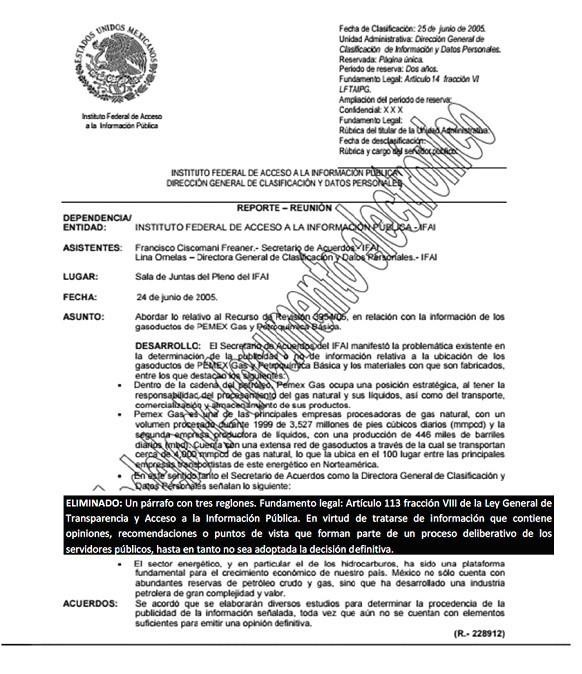 ESTADOS UNIDOS MEXICANOS
Instituto Federal de Acceso
a la Información Pública
Fecha de Clasificación: 25 de junio de 2005.
Unidad Administrativa: Dirección General de
Clasificación de Información y Datos Personales.
Reservada: Página única.
Periodo de reserva: Dos años.
Fundamento Legal: Artículo 14 fracción VI
LFTAIPG.
Ampliación del periodo de reserva:
Confidencial: X X X
Fundamento Legal:
Rúbrica del titular de la Unidad Administrativa:
Fecha de desclasificación:
Rúbrica y cargo del servidor público:
INSTITUTO FEDERAL DE ACCESO A LA INFORMACIÓN PÚBLICA
DIRECCIÓN GENERAL DE CLASIFICACIÓN Y DATOS PERSONALES
REPORTE – REUNIÓN
DEPENDENCIA/
ENTIDAD: INSTITUTO FEDERAL DE ACCESO A LA INFORMACIÓN PÚBLICA - IFAI
ASISTENTES: Francisco Ciscomani Freaner.- Secretario de Acuerdos.- IFAI
Lina Ornelas – Directora General de Clasificación y Datos Personales.- IFAI
LUGAR: Sala de Juntas del Pleno del IFAI
FECHA: 24 de junio de 2005.
ASUNTO: Abordar lo relativo al Recurso de Revisión en relación con la información de los
gasoductos de PEMEX Gas y Petroquímica Básica.
DESARROLLO: El Secretario de Acuerdos del IFAI manifestó la problemática existente en
la determinación de la publicidad o no de información relativa a la ubicación de los
gasoductos de PEMEX Gas y Petroquímica Básica y los materiales con que son fabricados,
entre los que destacan los siguientes:
• Dentro de la cadena del petróleo, Pemex Gas ocupa una posición estratégica, al tener la
responsabilidad del procesamiento del gas natural y sus líquidos, así como del transporte,
comercialización y almacenamiento de sus productos.
• Pemex Gas es una de las principales empresas procesadoras de gas natural, con un
volumen procesado durante 1999 de 3,527 millones de pies cúbicos diarios (mmpcd) y la
segunda empresa productora de líquidos, con una producción de 446 miles de barriles
diarios (mbd). Cuenta con una extensa red de gasoductos a través de la cual se transportan
cerca de 4,000 mmpcd de gas natural, lo que la ubica en el 100 lugar entre las principales
empresas transportistas de este energético en Norteamérica.
• En este sentido tanto el Secretario de Acuerdos como la Directora General de Clasificación y
Datos Personales señalan lo siguiente:
ELIMINADO: Un párrafo con tres regiones. Fundamento legal: Artículo 113 fracción VIII de la Ley General de
Transparencia y Acceso a la Información Pública. En virtud de tratarse de información que contiene
opiniones, recomendaciones o puntos de vista que forman parte de un proceso deliberativo de los
servidores públicos, hasta en tanto no sea adoptada la decisión definitiva.
• El sector energético, y en particular el de los hidrocarburos, ha sido una plataforma
fundamental para el crecimiento económico de nuestro país. México no sólo cuenta con
abundantes reservas de petróleo crudo y gas, sino que ha desarrollado una industria
petrolera de gran complejidad y valor.
ACUERDOS: Se acordó que se elaborarán diversos estudios para determinar la procedencia de la
publicidad de la información señalada, toda vez que aún no se cuentan con elementos
suficientes para emitir una opinión definitiva.
(R.- 228912)